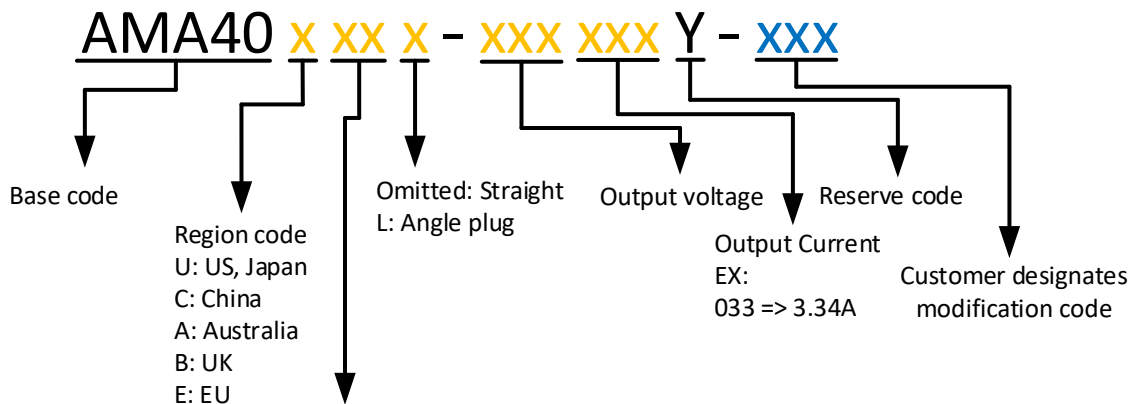 AMA40 x xx x - xxx xxx Y - xxx
Base code
Region code
U: US, Japan
C: China
A: Australia
B: UK
E: EU
Omitted: Straight
L: Angle plug
Output voltage
Output Current
EX:
033 => 3.34A
Reserve code
Customer designates
modification code